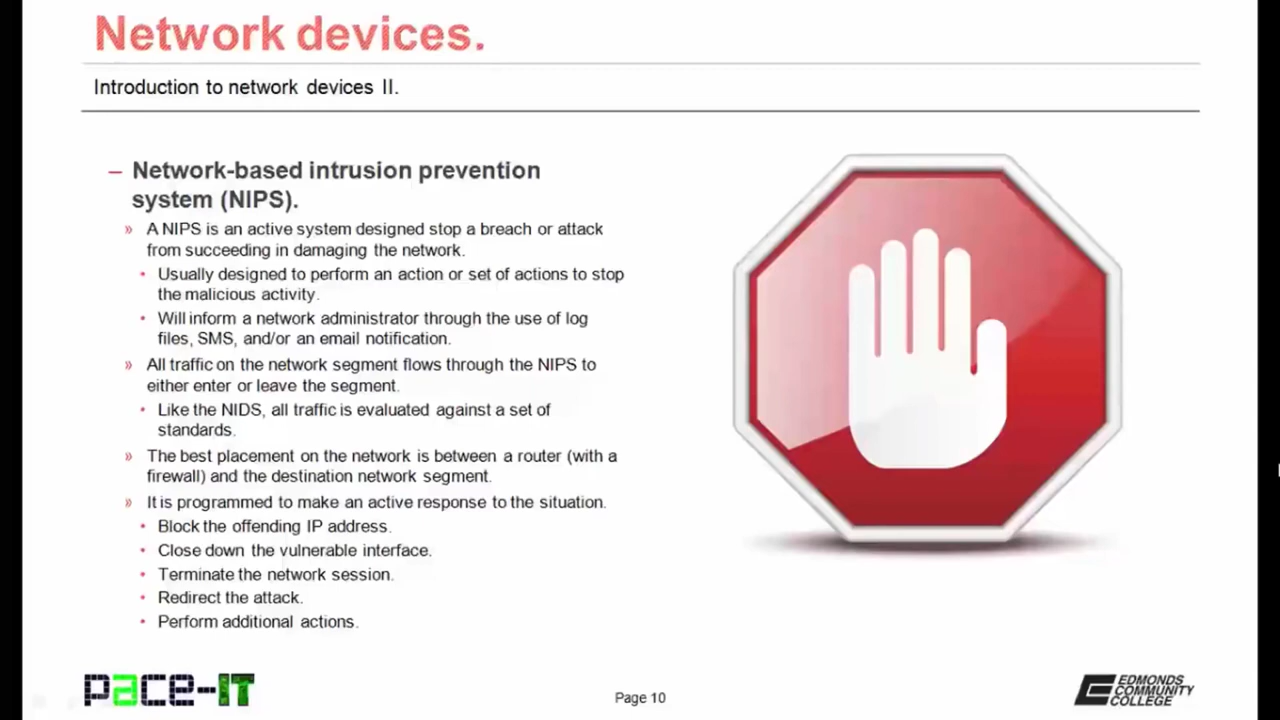 Network devices.
Introduction to network devices II.
– Network-based intrusion prevention
system (NIPS).
» A NIPS is an active system designed stop a breach or attack
from succeeding in damaging the network.
• Usually designed to perform an action or set of actions to stop
the malicious activity.
• Will inform a network administrator through the use of log
files, SMS, and/or an email notification.
» All traffic on the network segment flows through the NIPS to
either enter or leave the segment.
• Like the NIDS, all traffic is evaluated against a set of
standards.
» The best placement on the network is between a router (with a
firewall) and the destination network segment.
» It is programmed to make an active response to the situation.
• Block the offending IP address.
• Close down the vulnerable interface.
• Terminate the network session.
• Redirect the attack.
• Perform additional actions.
pace-IT
Page 10
EDMONDS
COMMUNITY
COLLEGE